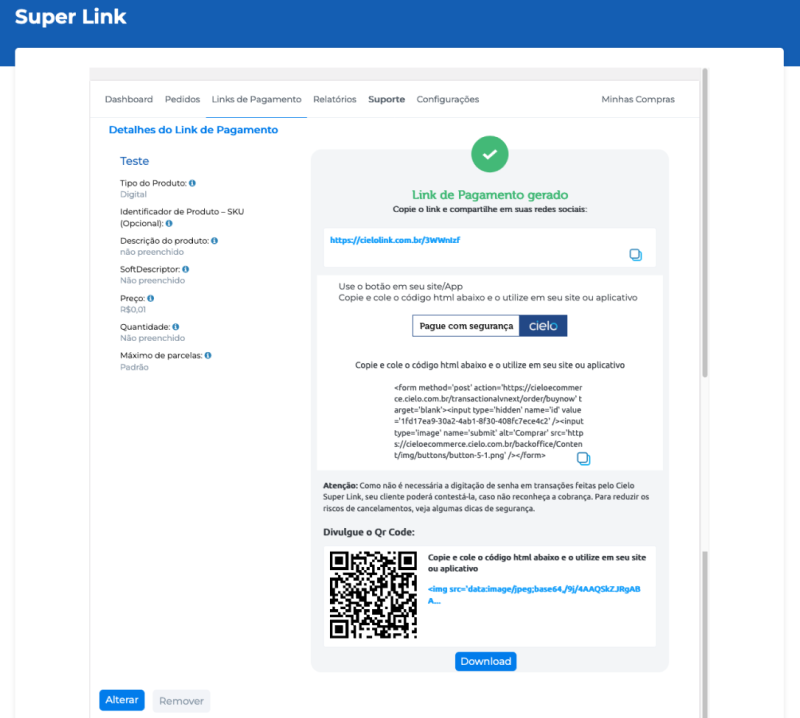 Super Link
Dashboard Pedidos Links de Pagamento Relatórios Suporte Configurações Minhas Compras
Detalhes do Link de Pagamento
Teste
Tipo do Produto:
Digital
Identificador de Produto – SKU
(Opcional):
Descrição do produto:
não preenchido
SoftDescriptor:
Não preenchido
Preço:
R$0,01
Quantidade:
Não preenchido
Máximo de parcelas:
Padrão
Link de Pagamento gerado
Copie o link e compartilhe em suas redes sociais:
https://cielolink.com.br/3WWnIzf
Use o botão em seu site/App
Copie e cole o código html abaixo e o utilize em seu site ou aplicativo
Pague com segurança cielo
Copie e cole o código html abaixo e o utilize em seu site ou aplicativo
<form method='post' action='https://cieloecommer
ce.cielo.com.br/transactionalvnext/order/buynow' t
arget='blank'><input type='hidden' name='id' value
='1fd17ea9-30a2-4ab1-8f30-408fc7ece4c2' /><input
type='image' name='submit' alt='Comprar' src='http
s://cieloecommerce.cielo.com.br/backoffice/Conten
t/img/buttons/button-5-1.png' /></form>
Atenção: Como não é necessária a digitação de senha em transações feitas pelo Cielo
Super Link, seu cliente poderá contestá-la, caso não reconheça a cobrança. Para reduzir os
riscos de cancelamentos, veja algumas dicas de segurança.
Divulgue o Qr Code:
Copie e cole o código html abaixo e o utilize em seu site
ou aplicativo
<img src='data:image/jpeg;base64,/9j/4AAQSkZJRgAB
A...
Download
Alterar Remover